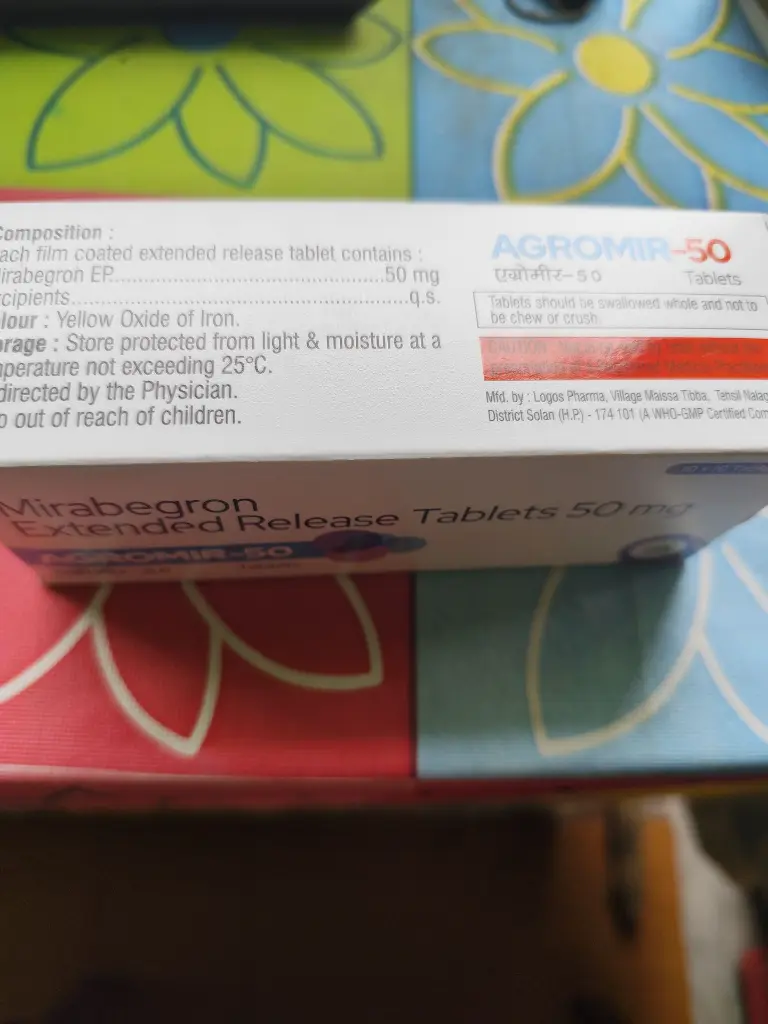 Composition :
ach film coated extended release tablet contains :
irabegron EP..............................................50 mg
cipients..........................................................q.s.
lour : Yellow Oxide of Iron.
rage : Store protected from light & moisture at a
perature not exceeding 25°C.
directed by the Physician.
p out of reach of children.
AGROMIR-50
एग्रोमीर-50 Tablets
Tablets should be swallowed whole and not to
be chew or crush.
CAUTION
Mfd. by : Logos Pharma, Village Maissa Tibba, Tehsil Nalag
District Solan (H.P.) - 174 101 (A WHO-GMP Certified Com
Mirabegron
Extended Release Tablets 50 mg
AGROMIR-50